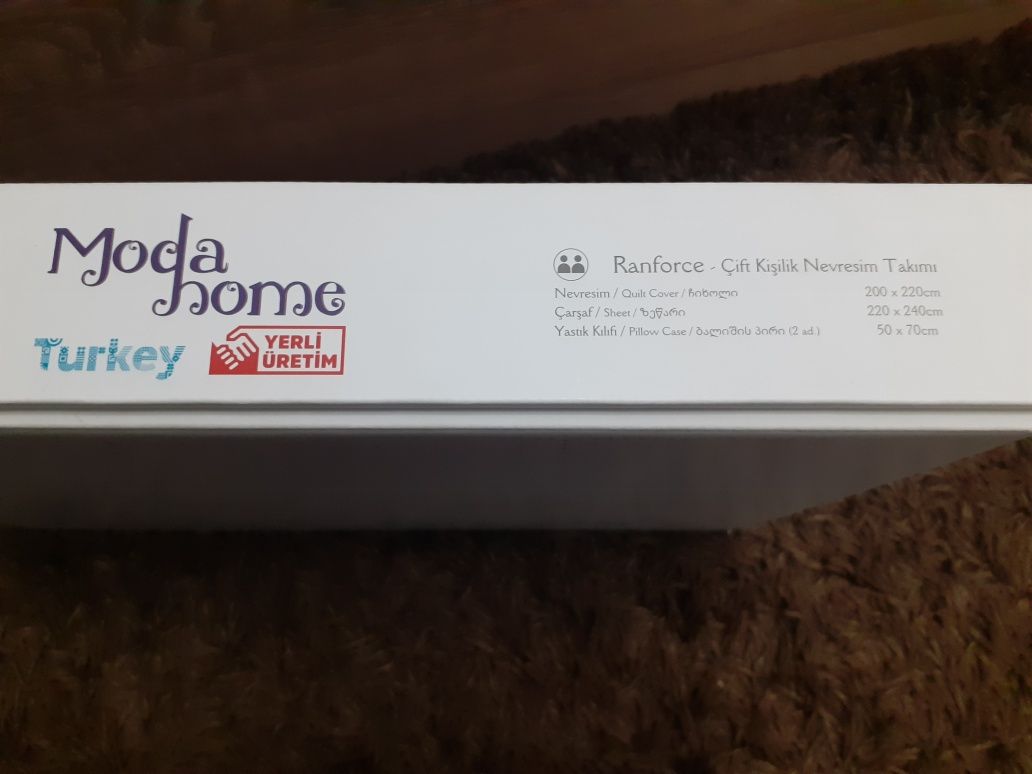 Moda
home
Turkey
YERLİ
ÜRETİM
Ranforce - Çift Kişilik Nevresim Takımı
Nevresim / Quilt Cover / ჩიხოლი 200 x 220cm
Çarşaf / Sheet / ზეწარი 220 x 240cm
Yastık Kılıfı / Pillow Case / ბალიშის პირი (2 ad.) 50 x 70cm